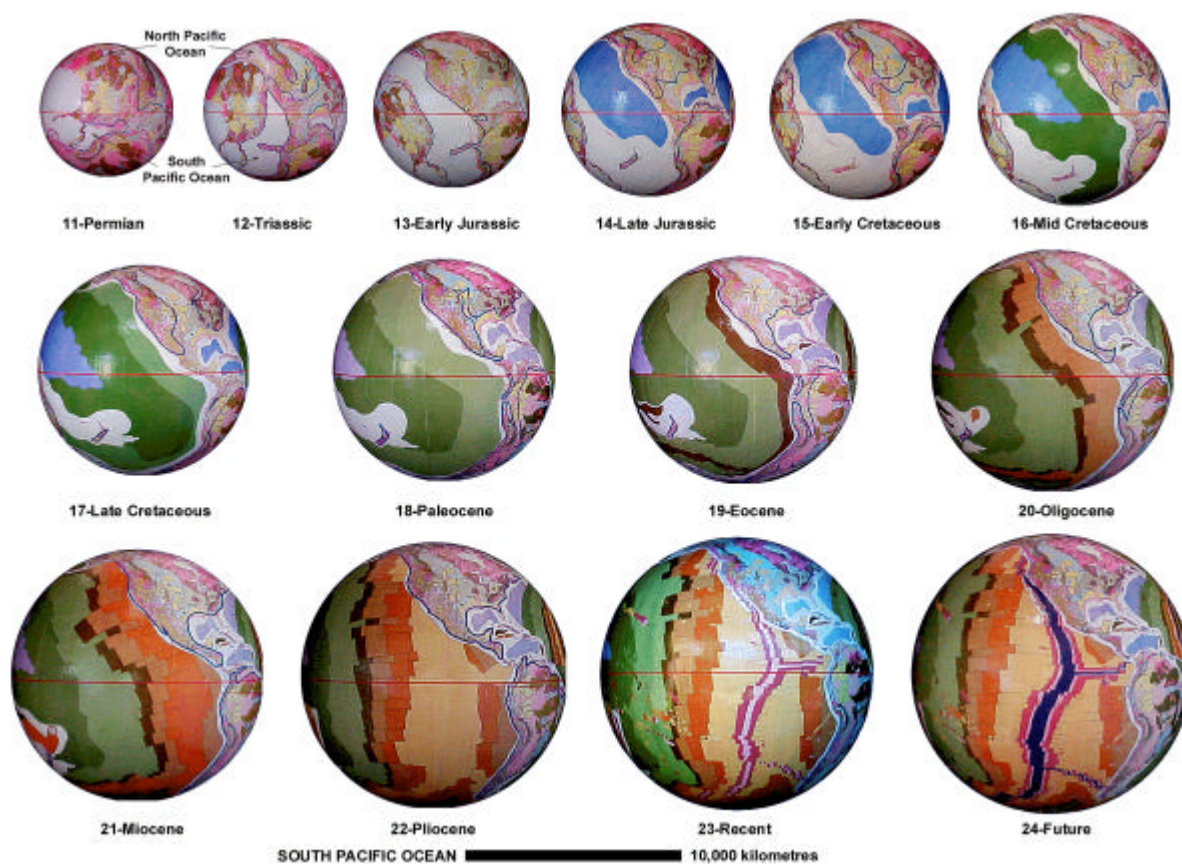 North Pacific
Ocean
South
Pacific Ocean
11-Permian
12-Triassic
13-Early Jurassic
14-Late Jurassic
15-Early Cretaceous
16-Mid Cretaceous
17-Late Cretaceous
18-Paleocene
19-Eocene
20-Oligocene
21-Miocene
22-Pliocene
23-Recent
24-Future
SOUTH PACIFIC OCEAN
10,000 kilometres